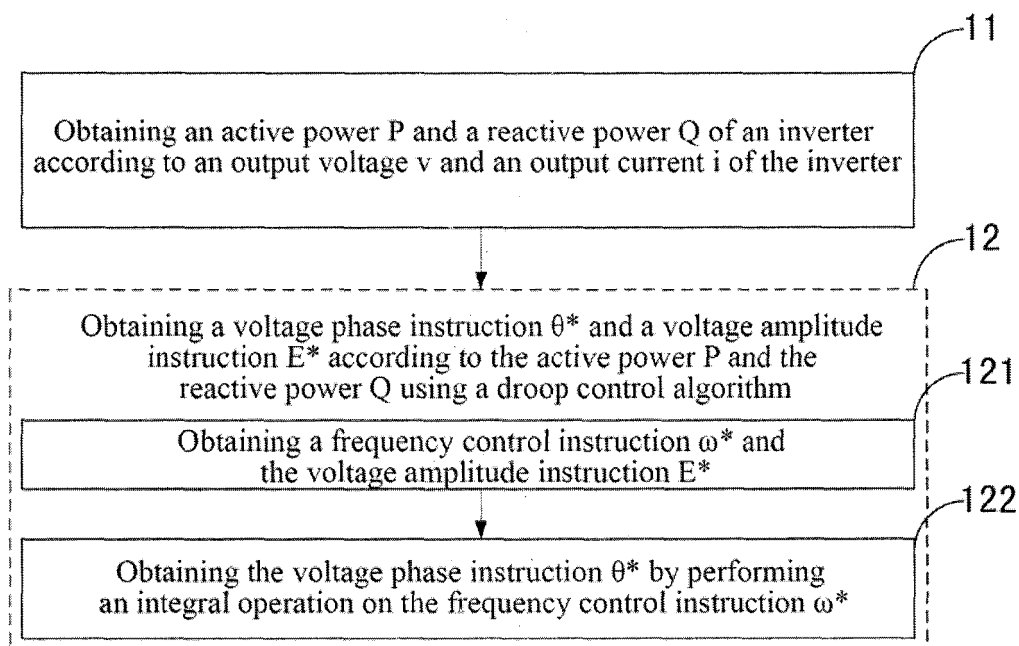 11
Obtaining an active power P and a reactive power Q of an inverter
according to an output voltage v and an output current i of the inverter
12
Obtaining a voltage phase instruction θ* and a voltage amplitude
instruction E* according to the active power P and the
reactive power Q using a droop control algorithm
121
Obtaining a frequency control instruction ω* and
the voltage amplitude instruction E*
122
Obtaining the voltage phase instruction θ* by performing
an integral operation on the frequency control instruction ω*